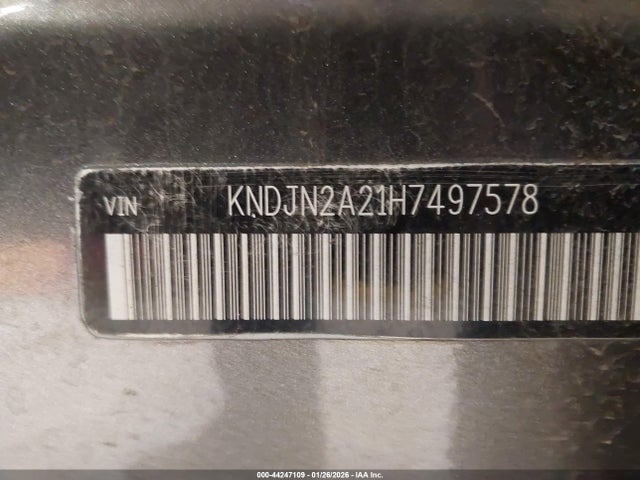 VIN KNDJN2A21H7497578
000-44247109 - 01/26/2026 - IAA Inc.